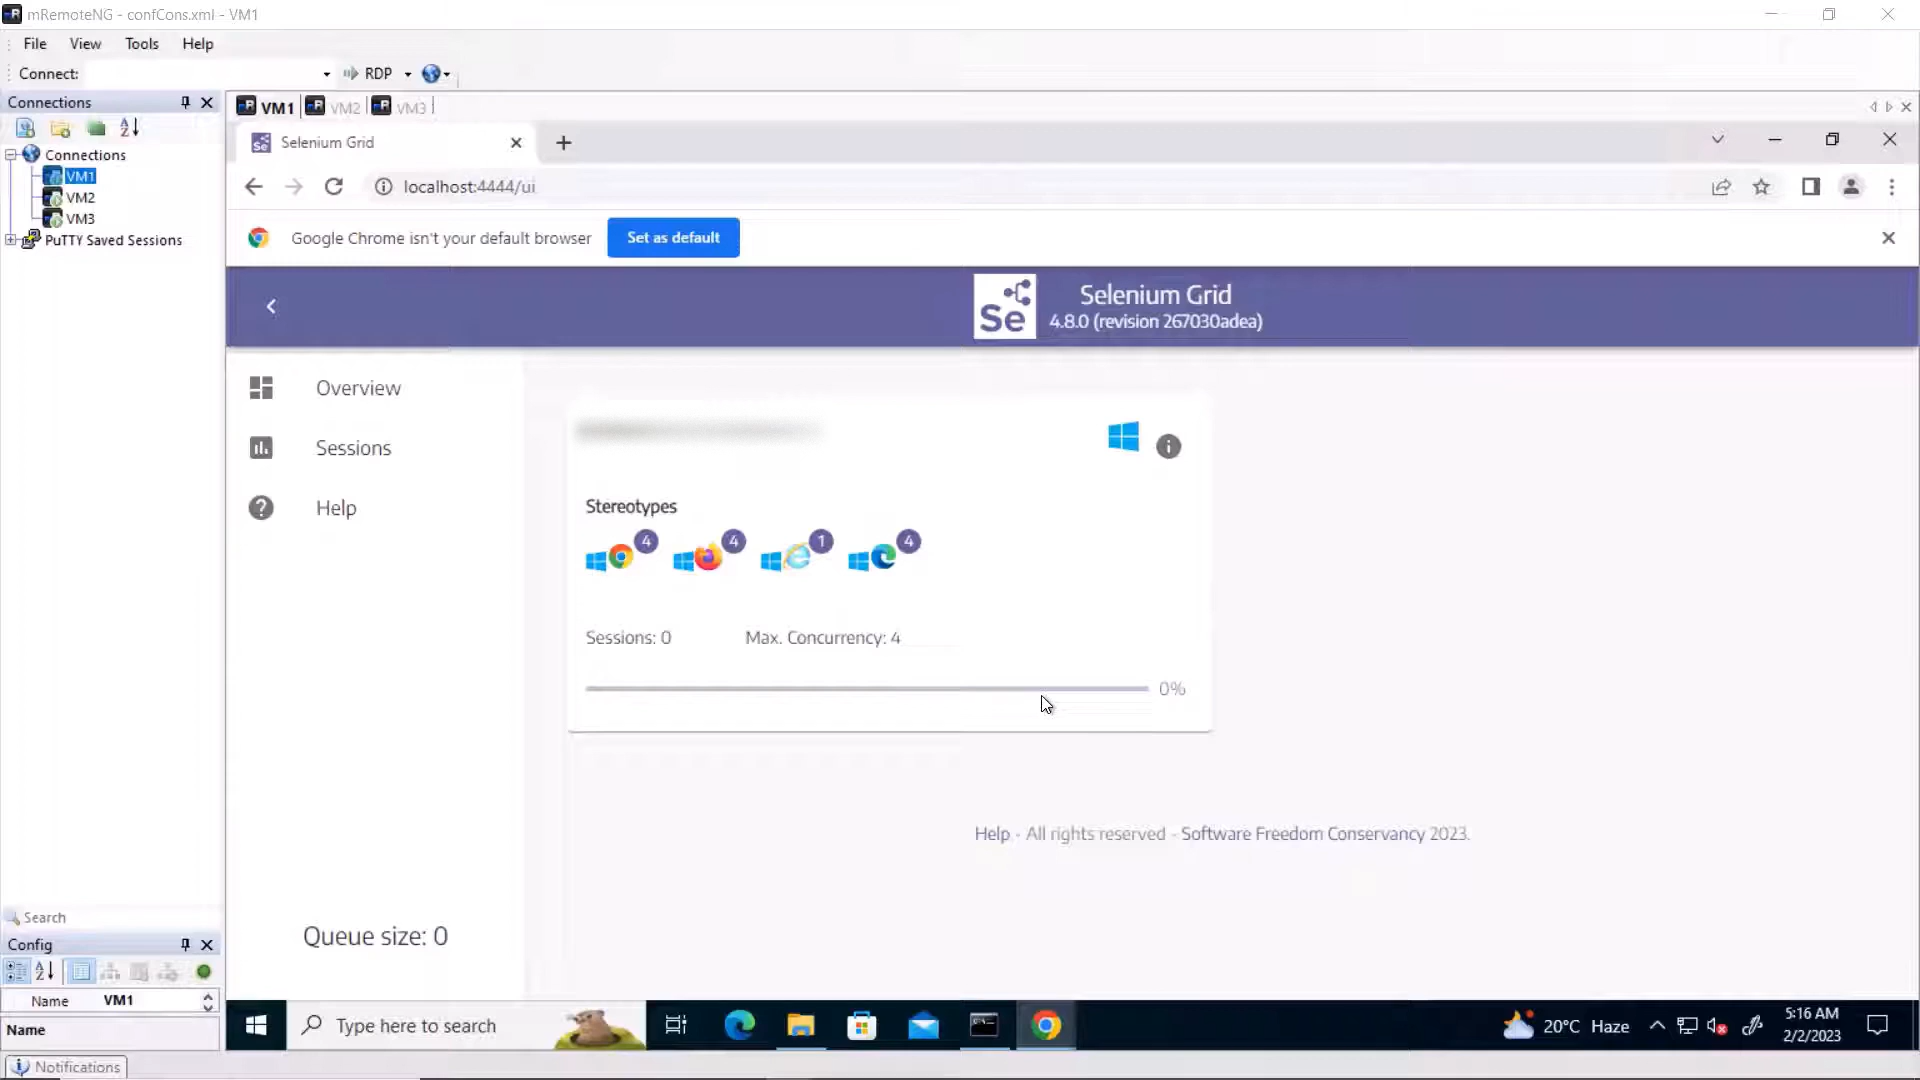 mRemoteNG - confCons.xml - VM1
File View Tools Help
Connect: RDP
Connections
VM1 VM2 VM3
Connections
VM1
VM2
VM3
PuTTY Saved Sessions
Search
Config
Name VM1
Name
Notifications
Selenium Grid
localhost:4444/ui
Google Chrome isn't your default browser Set as default
Se
Selenium Grid
4.8.0 (revision 267030adea)
Overview
Sessions
Help
Stereotypes
4 4 1 4
Sessions: 0 Max. Concurrency: 4
0%
Help - All rights reserved - Software Freedom Conservancy 2023.
Queue size: 0
Type here to search
20°C Haze
5:16 AM
2/2/2023